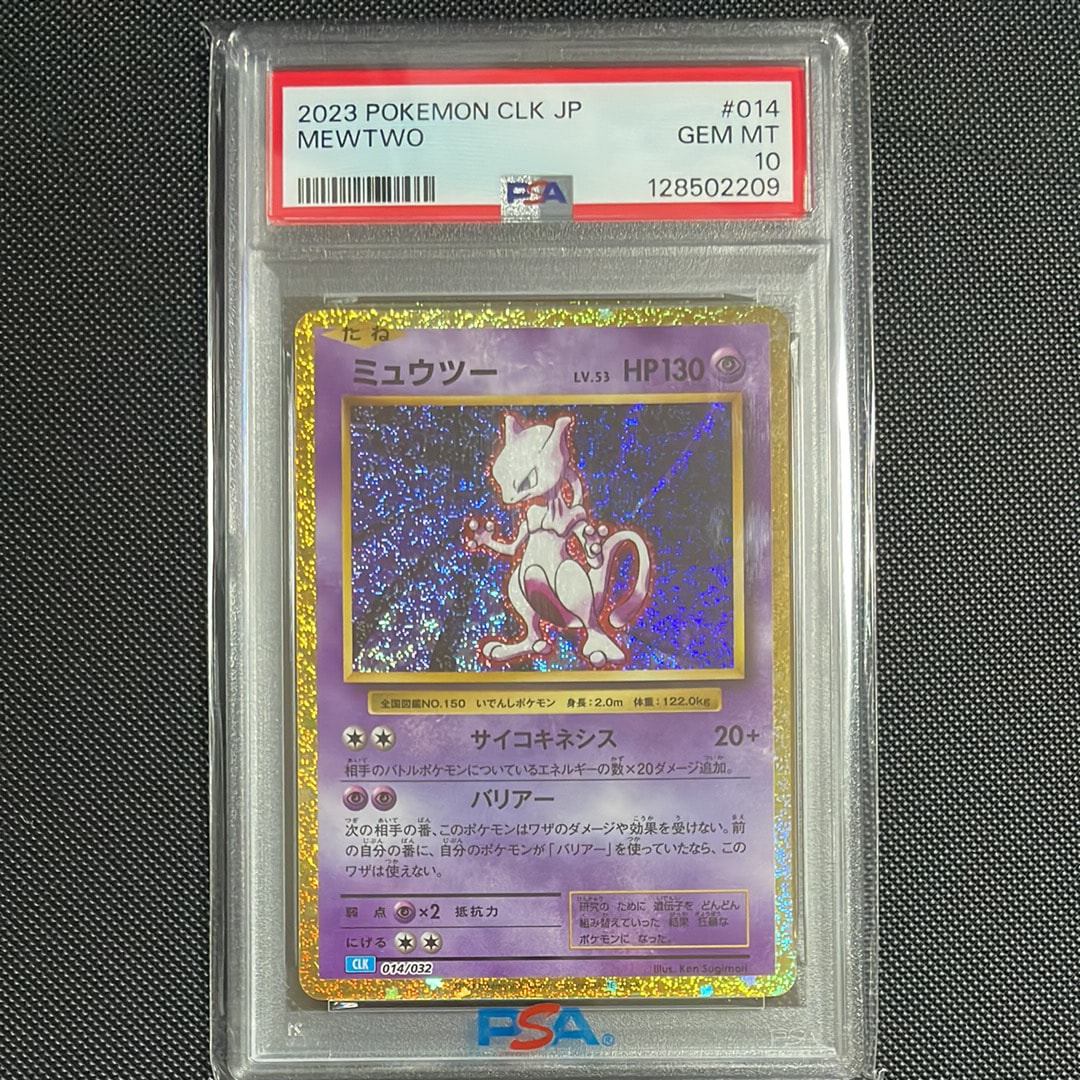 2023 POKEMON CLK JP #014
MEWTWO GEM MT
10
128502209
PSA
たね
ミュウツー LV.53 HP130
全国図鑑NO.150 いでんしポケモン 身長:2.0m 体重:122.0kg
サイコキネシス 20+
相手のバトルポケモンについているエネルギーの数×20ダメージ追加。
バリアー
次の相手の番、このポケモンはワザのダメージや効果を受けない。前
の自分の番に、自分のポケモンが「バリアー」を使っていたなら、この
ワザは使えない。
弱点 ×2 抵抗力
にげる
研究の ために 遺伝子を どんどん
組み替えていった 結果 狂暴な
ポケモンに なった。
CLK 014/032
Illus. Ken Sugimori
PSA®